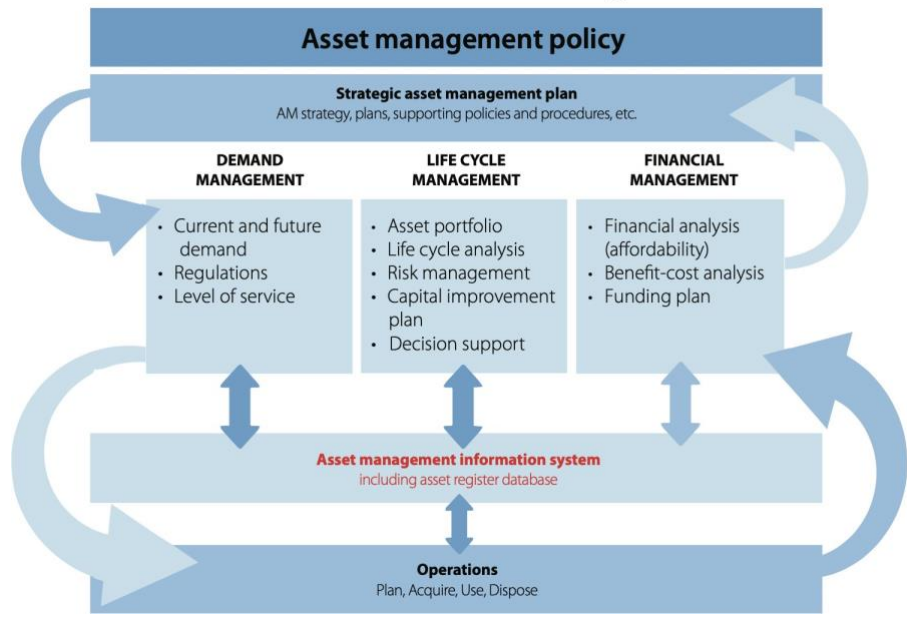 Asset management policy
Strategic asset management plan
AM strategy, plans, supporting policies and procedures, etc.
DEMAND
MANAGEMENT
• Current and future
demand
• Regulations
• Level of service
LIFE CYCLE
MANAGEMENT
• Asset portfolio
• Life cycle analysis
• Risk management
• Capital improvement
plan
• Decision support
FINANCIAL
MANAGEMENT
• Financial analysis
(affordability)
• Benefit-cost analysis
• Funding plan
Asset management information system
including asset register database
Operations
Plan, Acquire, Use, Dispose